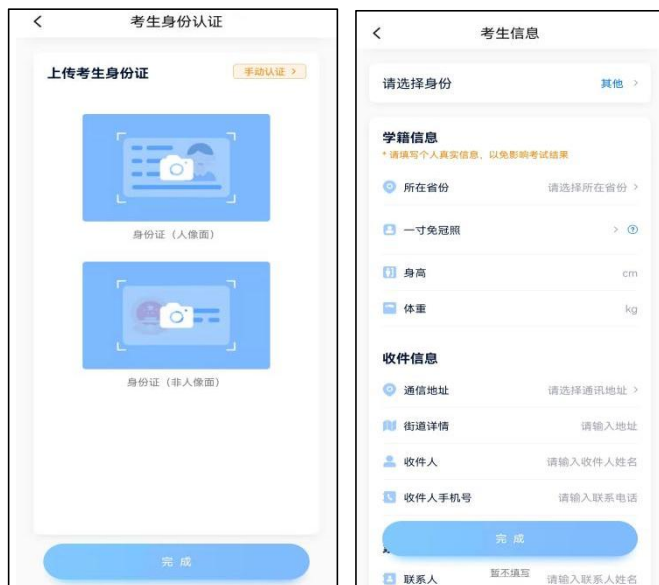 考生身份认证
上传考生身份证
手动认证 >
身份证（人像面）
身份证（非人像面）
完成
考生信息
请选择身份 其他 >
学籍信息
* 请填写个人真实信息，以免影响考试结果
所在省份 请选择所在省份 >
一寸免冠照 >
身高 cm
体重 kg
收件信息
通信地址 请选择通讯地址 >
街道详情 请输入地址
收件人 请输入收件人姓名
收件人手机号 请输入联系电话
完成
暂不填写
联系人 请输入联系人姓名